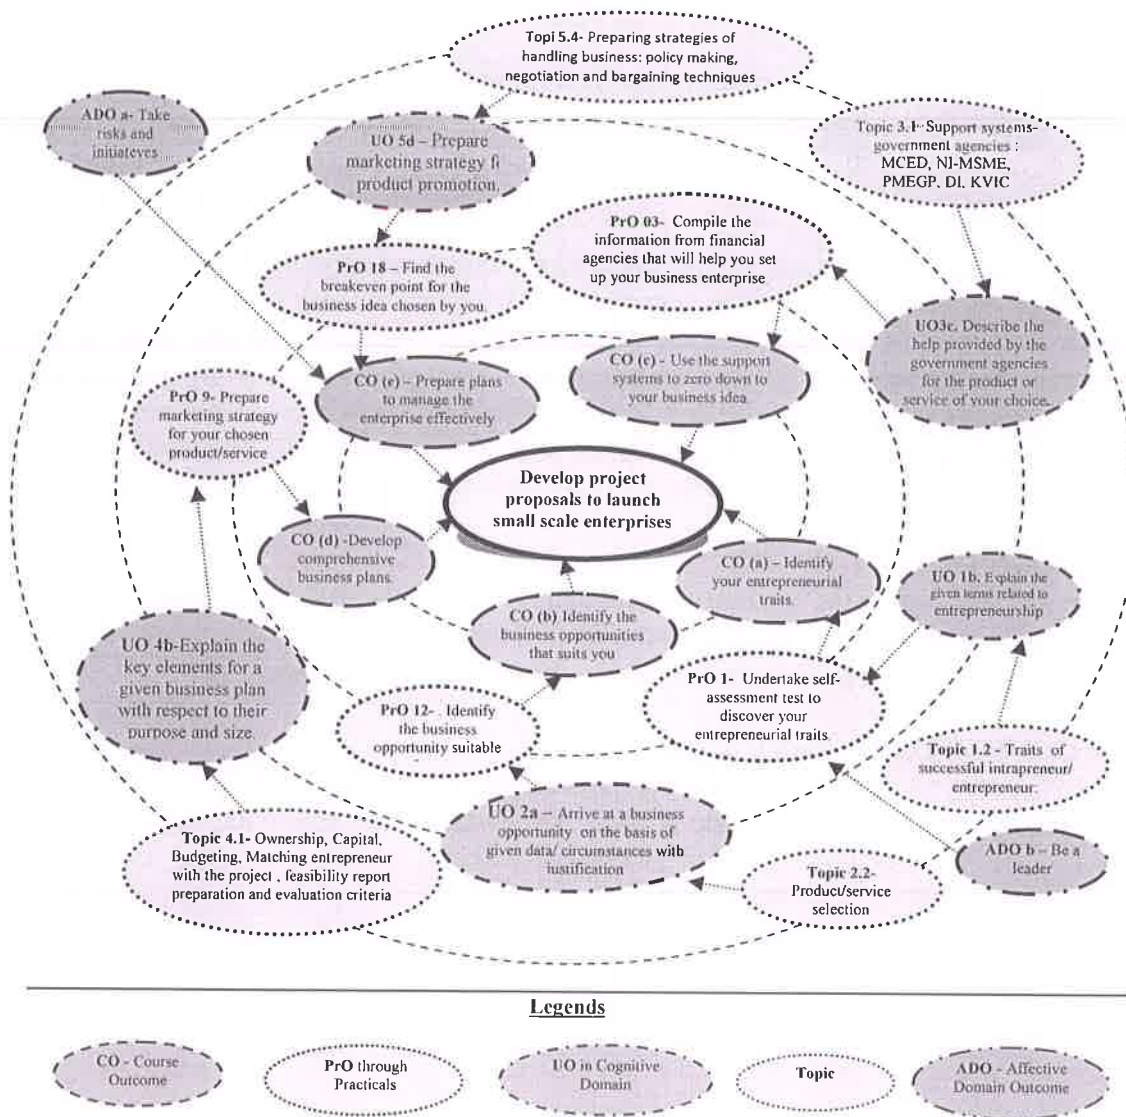 Topi 5.4- Preparing strategies of
handling business: policy making,
negotiation and bargaining techniques
ADO a- Take
risks and
initiateves
UO 5d – Prepare
marketing strategy fi
product promotion.
Topic 3.1- Support systems-
government agencies :
MCED, NI-MSME,
PMEGP, DI, KVIC
PrO 03- Compile the
information from financial
agencies that will help you set
up your business enterprise
PrO 18 – Find the
breakeven point for the
business idea chosen by you.
UO3c. Describe the
help provided by the
government agencies
for the product or
service of your choice.
CO (e) – Prepare plans
to manage the
enterprise effectively
CO (c) - Use the support
systems to zero down to
your business idea
PrO 9- Prepare
marketing strategy
for your chosen
product/service
Develop project
proposals to launch
small scale enterprises
CO (d) -Develop
comprehensive
business plans.
CO (a) – Identify
your entrepreneurial
traits.
UO 1b. Explain the
given terms related to
entrepreneurship
CO (b) Identify the
business opportunities
that suits you
UO 4b-Explain the
key elements for a
given business plan
with respect to their
purpose and size.
PrO 1- Undertake self-
assessment test to
discover your
entrepreneurial traits
PrO 12- . Identify
the business
opportunity suitable
Topic 1.2 - Traits of
successful intrapreneur/
entrepreneur.
UO 2a – Arrive at a business
opportunity on the basis of
given data/ circumstances with
justification
Topic 4.1- Ownership, Capital,
Budgeting, Matching entrepreneur
with the project , feasibility report
preparation and evaluation criteria
ADO b – Be a
leader
Topic 2.2-
Product/service
selection
Legends
CO - Course
Outcome
PrO through
Practicals
UO in Cognitive
Domain
Topic
ADO - Affective
Domain Outcome